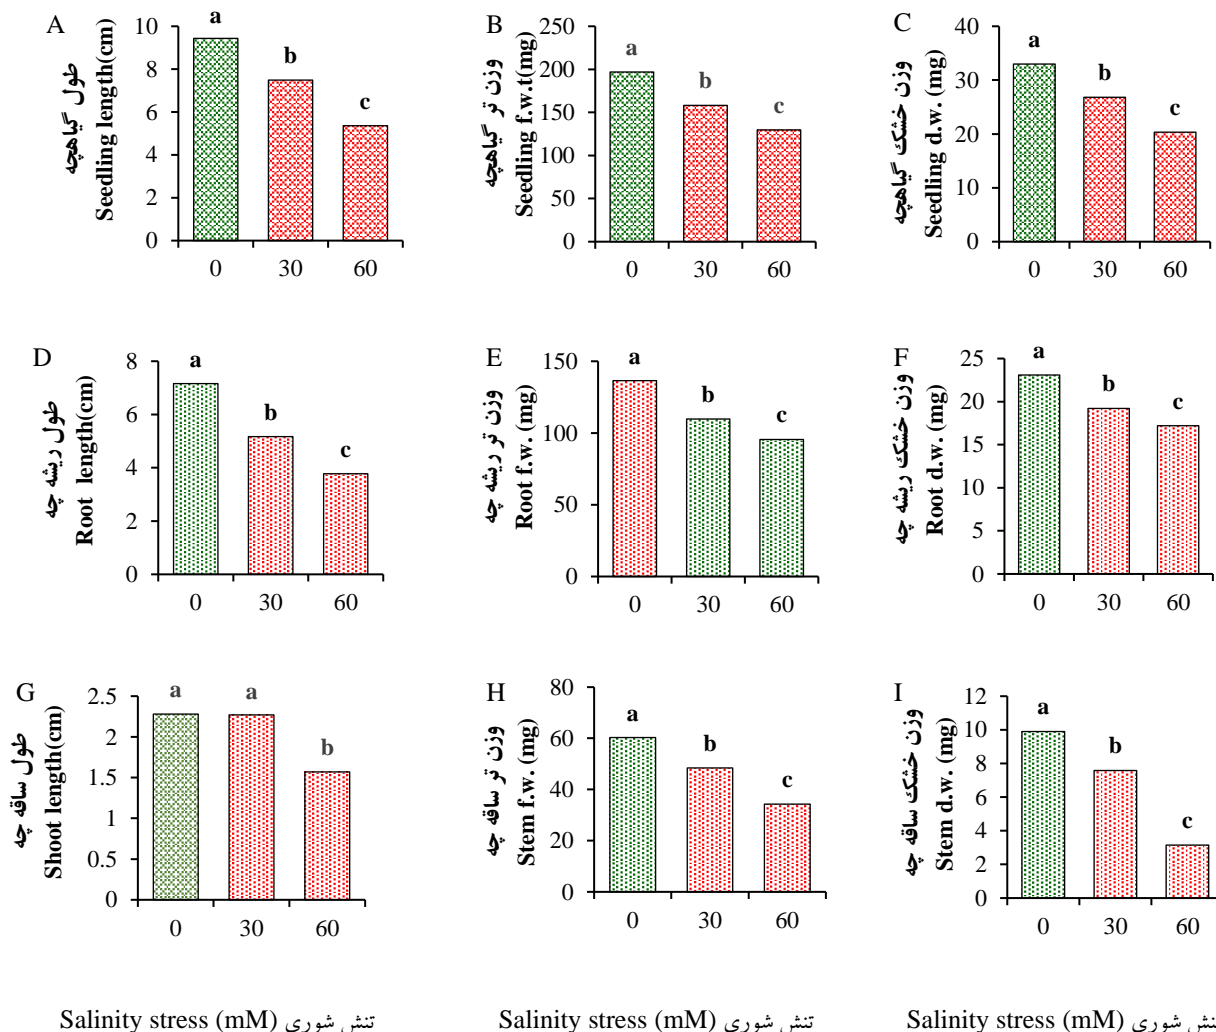 A
طول گیاهچه
Seedling length(cm)
10
8
6
4
2
0
a
b
c
0 30 60
B
وزن تر گیاهچه
Seedling f.w.t(mg)
250
200
150
100
50
0
a
b
c
0 30 60
C
وزن خشک گیاهچه
Seedling d.w. (mg)
40
30
20
10
0
a
b
c
0 30 60
D
طول ریشه چه
Root length(cm)
8
6
4
2
0
a
b
c
0 30 60
E
وزن تر ریشه چه
Root f.w. (mg)
150
100
50
0
a
b
c
0 30 60
F
وزن خشک ریشه چه
Root d.w. (mg)
25
20
15
10
5
0
a
b
c
0 30 60
G
طول ساقه چه
Shoot length(cm)
2.5
2
1.5
1
0.5
0
a
a
b
0 30 60
H
وزن تر ساقه چه
Stem f.w. (mg)
80
60
40
20
0
a
b
c
0 30 60
I
وزن خشک ساقه چه
Stem d.w. (mg)
12
10
8
6
4
2
0
a
b
c
0 30 60
Salinity stress (mM) تنش شوری
Salinity stress (mM) تنش شوری
Salinity stress (mM) تنش شوری